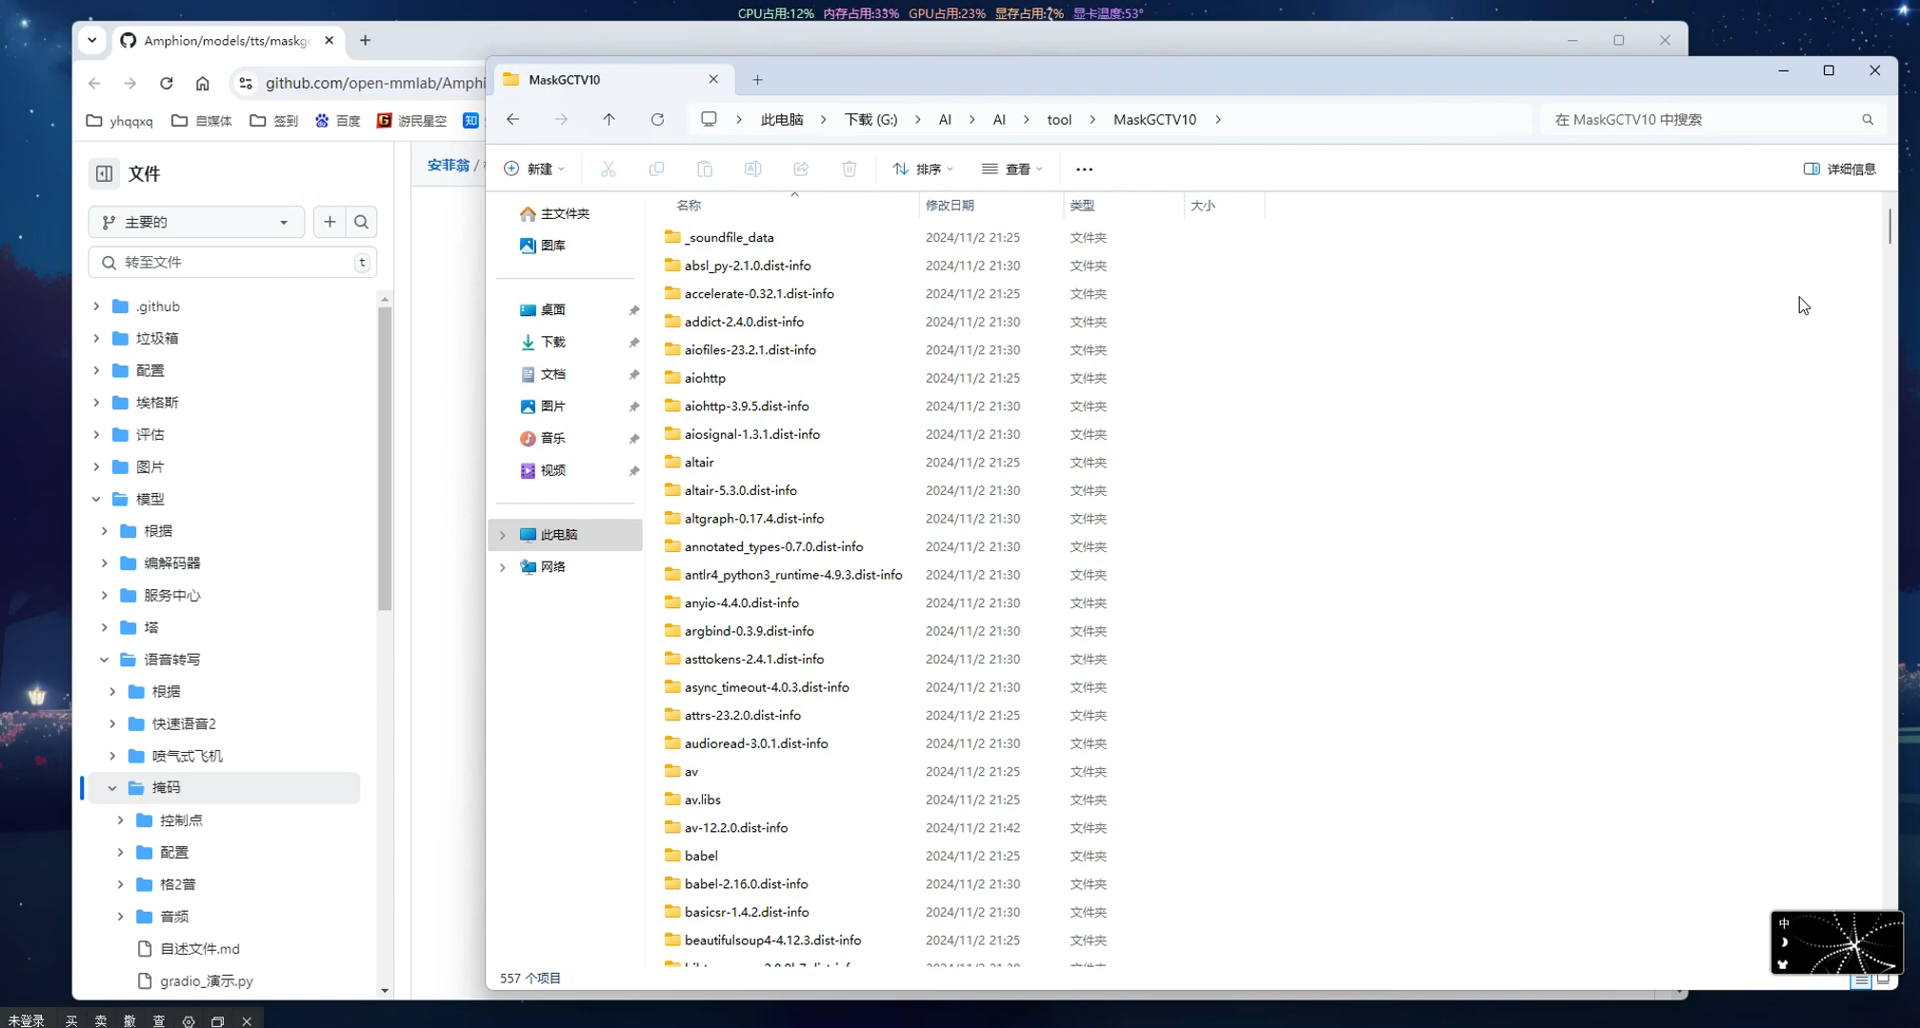 CPU占用:12% 内存占用:33% GPU占用:23% 显存占用:7% 显卡温度:53°
Amphion/models/tts/maskgc
github.com/open-mmlab/Amphi
yhqqxq 自媒体 签到 百度 游民星空 知
文件
主要的
转至文件 t
.github
垃圾箱
配置
埃格斯
评估
图片
模型
根据
编解码器
服务中心
塔
语音转写
根据
快速语音2
喷气式飞机
掩码
控制点
配置
格2普
音频
自述文件.md
gradio_演示.py
安菲翁 /
MaskGCTV10
此电脑 > 下载 (G:) > AI > AI > tool > MaskGCTV10 >
在 MaskGCTV10 中搜索
新建 排序 查看 ... 详细信息
主文件夹
图库
桌面
下载
文档
图片
音乐
视频
此电脑
网络
名称 修改日期 类型 大小
_soundfile_data 2024/11/2 21:25 文件夹
absl_py-2.1.0.dist-info 2024/11/2 21:30 文件夹
accelerate-0.32.1.dist-info 2024/11/2 21:25 文件夹
addict-2.4.0.dist-info 2024/11/2 21:30 文件夹
aiofiles-23.2.1.dist-info 2024/11/2 21:30 文件夹
aiohttp 2024/11/2 21:25 文件夹
aiohttp-3.9.5.dist-info 2024/11/2 21:30 文件夹
aiosignal-1.3.1.dist-info 2024/11/2 21:30 文件夹
altair 2024/11/2 21:25 文件夹
altair-5.3.0.dist-info 2024/11/2 21:30 文件夹
altgraph-0.17.4.dist-info 2024/11/2 21:30 文件夹
annotated_types-0.7.0.dist-info 2024/11/2 21:30 文件夹
antlr4_python3_runtime-4.9.3.dist-info 2024/11/2 21:30 文件夹
anyio-4.4.0.dist-info 2024/11/2 21:30 文件夹
argbind-0.3.9.dist-info 2024/11/2 21:30 文件夹
asttokens-2.4.1.dist-info 2024/11/2 21:30 文件夹
async_timeout-4.0.3.dist-info 2024/11/2 21:30 文件夹
attrs-23.2.0.dist-info 2024/11/2 21:25 文件夹
audioread-3.0.1.dist-info 2024/11/2 21:30 文件夹
av 2024/11/2 21:25 文件夹
av.libs 2024/11/2 21:25 文件夹
av-12.2.0.dist-info 2024/11/2 21:42 文件夹
babel 2024/11/2 21:25 文件夹
babel-2.16.0.dist-info 2024/11/2 21:30 文件夹
basicsr-1.4.2.dist-info 2024/11/2 21:30 文件夹
beautifulsoup4-4.12.3.dist-info 2024/11/2 21:25 文件夹
557 个项目
中
未登录 买 卖 撤 查